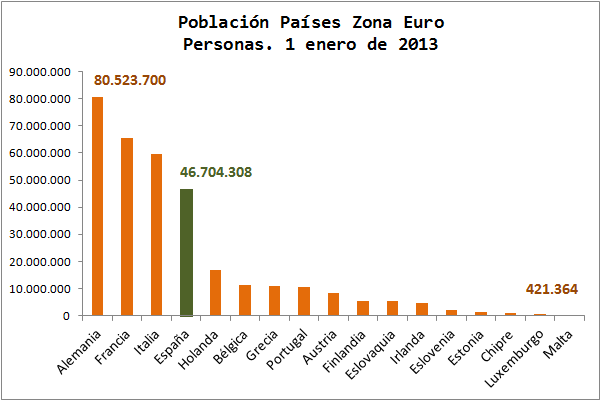 Población Países Zona Euro
Personas. 1 enero de 2013
90.000.000
80.000.000
70.000.000
60.000.000
50.000.000
40.000.000
30.000.000
20.000.000
10.000.000
0
80.523.700
46.704.308
421.364
Alemania
Francia
Italia
España
Holanda
Bélgica
Grecia
Portugal
Austria
Finlandia
Eslovaquia
Irlanda
Eslovenia
Estonia
Chipre
Luxemburgo
Malta